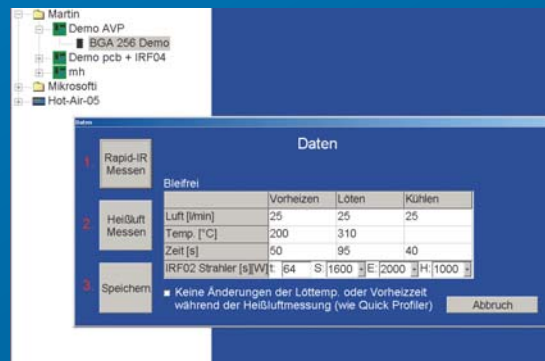 Martin
Demo AVP
BGA 256 Demo
Demo pcb + IRF04
mh
Mikrosofti
Hot-Air-05
Daten
Daten
1. Rapid-IR Messen
2. Heißluft Messen
3. Speichern
Bleifrei
Vorheizen Löten Kühlen
Luft [l/min] 25 25 25
Temp. [°C] 200 310
Zeit [s] 50 95 40
IRF02 Strahler [s][W] t: 64 S: 1600 E: 2000 H: 1000
Keine Änderungen der Löttemp. oder Vorheizzeit
während der Heißluftmessung (wie Quick Profiler)
Abbruch